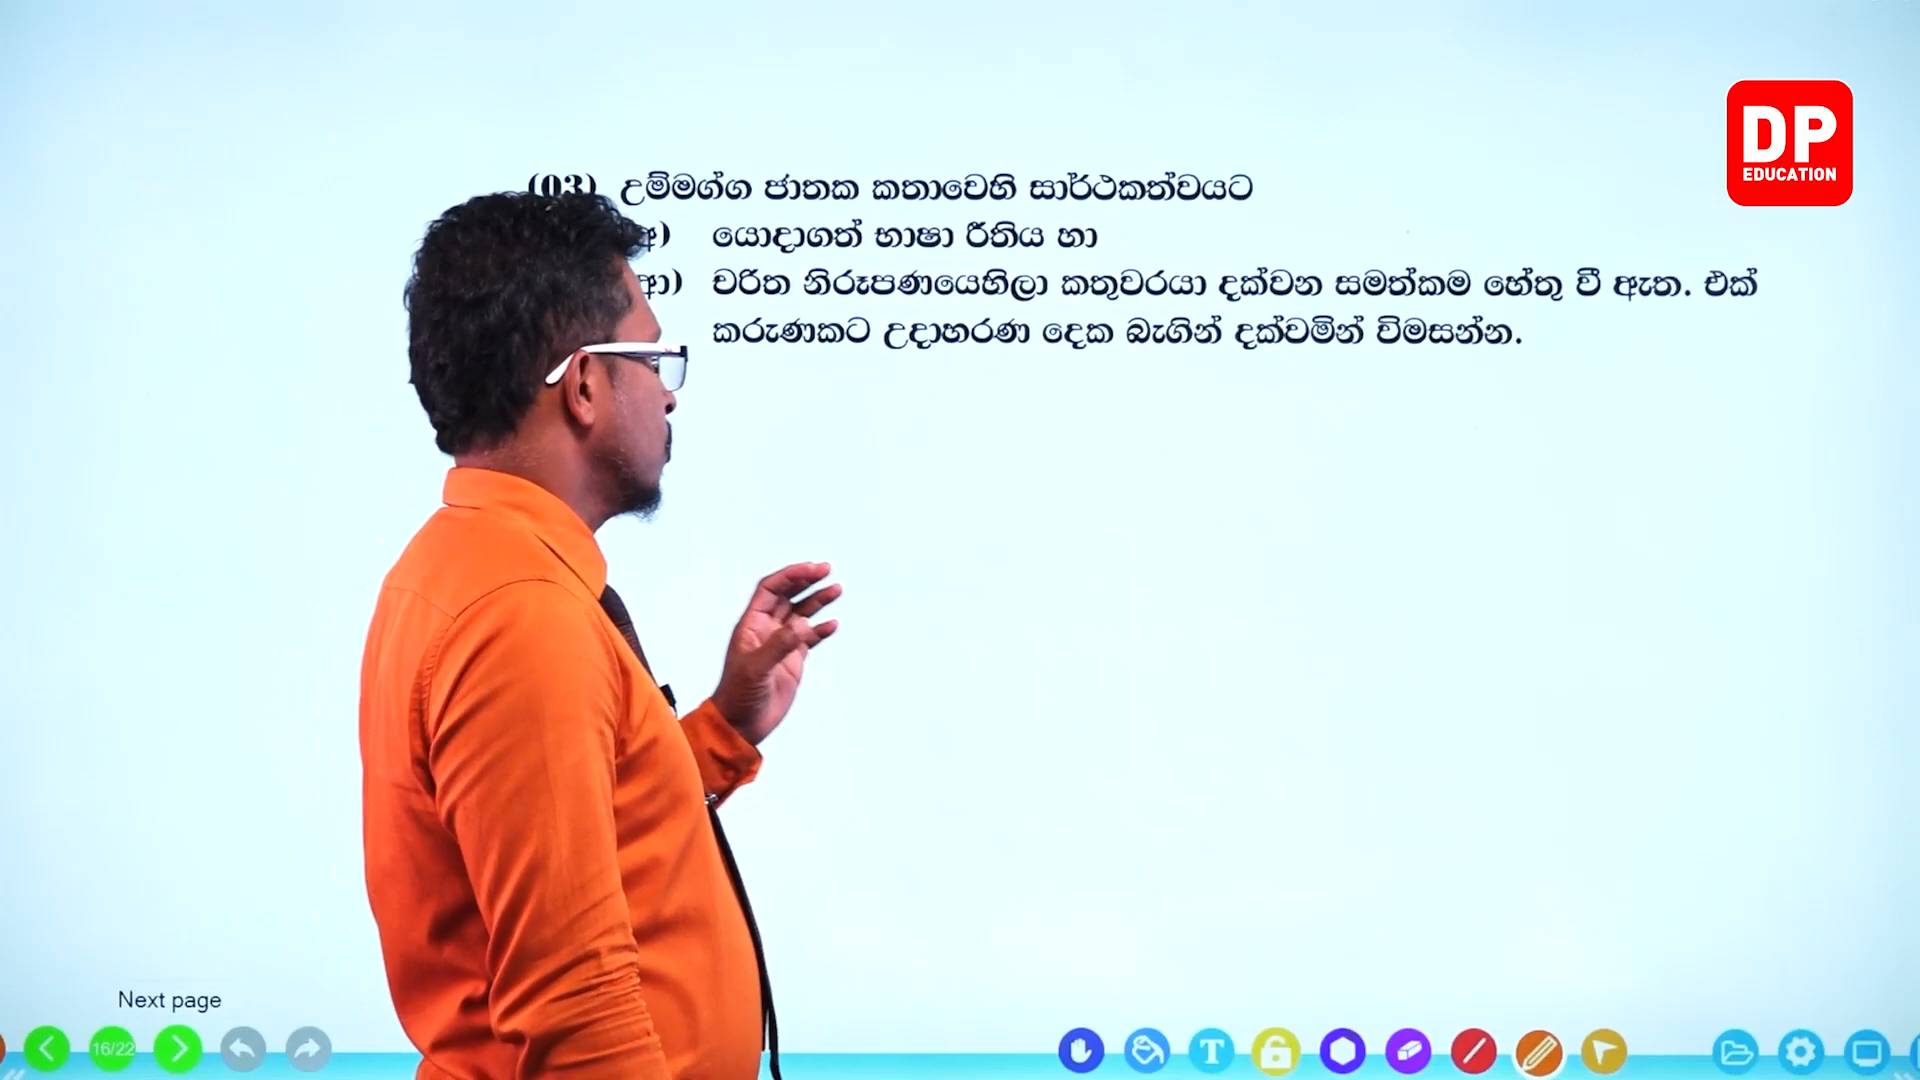 DP
EDUCATION
(03) උම්මග්ග ජාතක කතාවෙහි සාර්ථකත්වයට
අ) යොදාගත් භාෂා රීතිය හා
ආ) චරිත නිරූපණයෙහිලා කතුවරයා දක්වන සමත්කම හේතු වී ඇත. එක්
කරුණකට උදාහරණ දෙක බැගින් දක්වමින් විමසන්න.
Next page
16/22
T